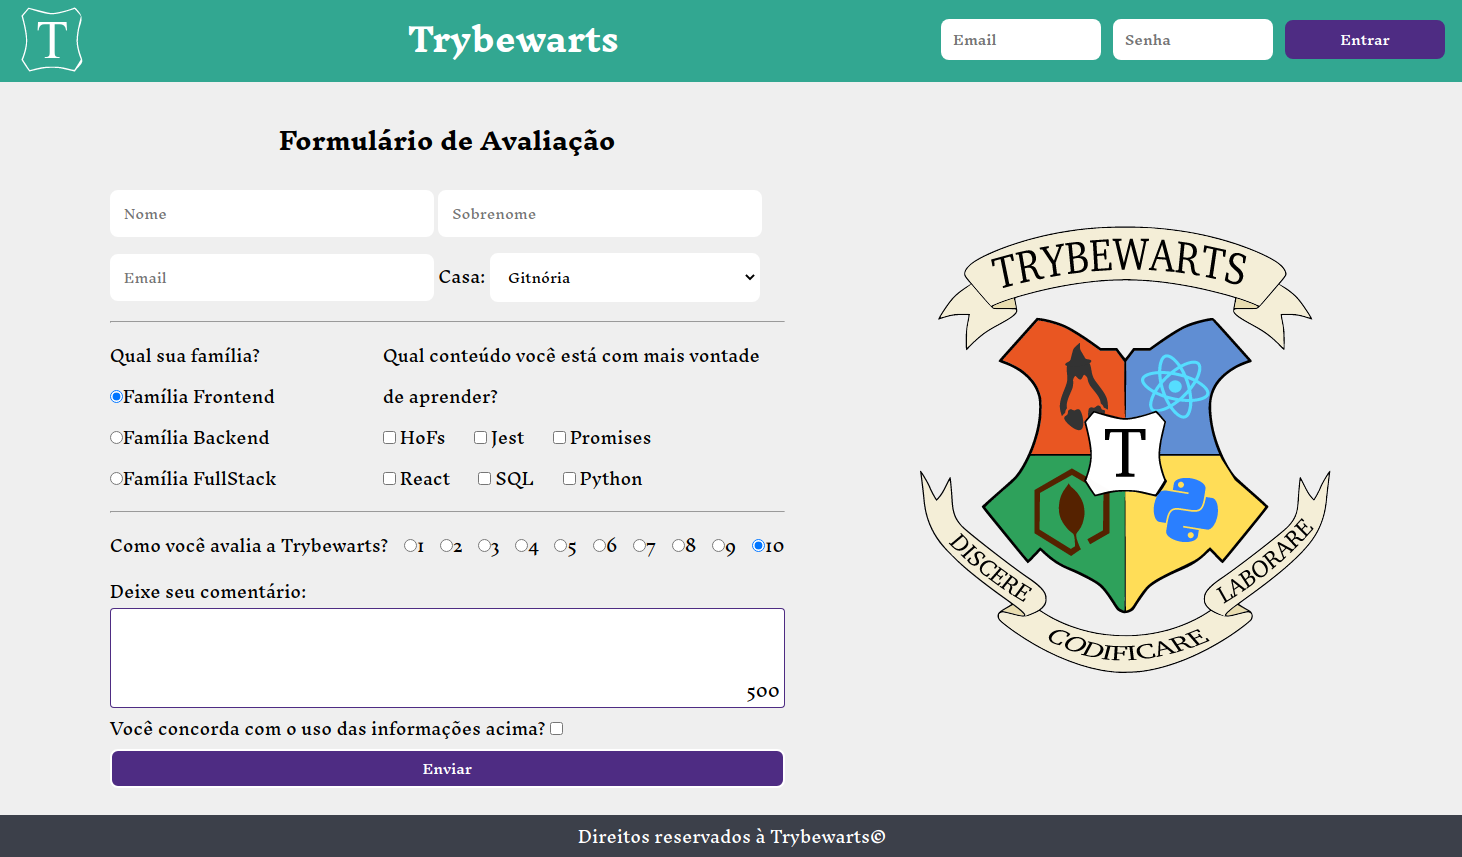 T
Trybewarts
Email
Senha
Entrar
Formulário de Avaliação
Nome
Sobrenome
Email
Casa:
Gitnória
Qual sua família?
Família Frontend
Família Backend
Família FullStack
Qual conteúdo você está com mais vontade
de aprender?
HoFs Jest Promises
React SQL Python
Como você avalia a Trybewarts? 1 2 3 4 5 6 7 8 9 10
Deixe seu comentário:
500
Você concorda com o uso das informações acima?
Enviar
TRYBEWARTS
T
DISCERE
CODIFICARE
LABORARE
Direitos reservados à Trybewarts©